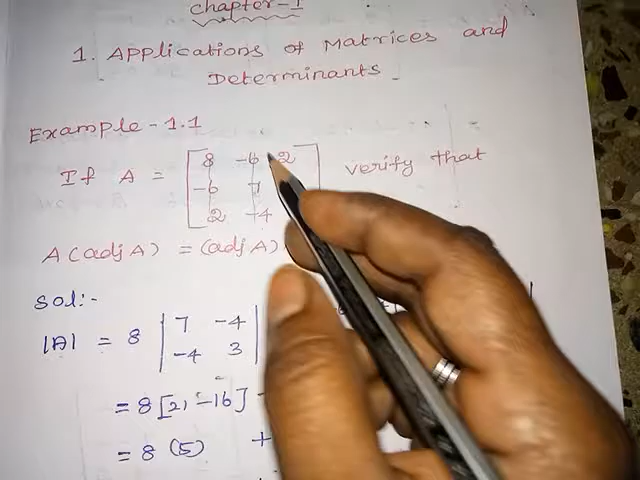 Chapter-1
1. Applications of Matrices and
Determinants
Example-1.1
If A = [8 -6 2 verify that
-6 7
2 -4
A(adj A) = (adj A)
Sol:-
|A| = 8 | 7 -4 |
-4 3
= 8 [21 -16]
= 8 (5) +